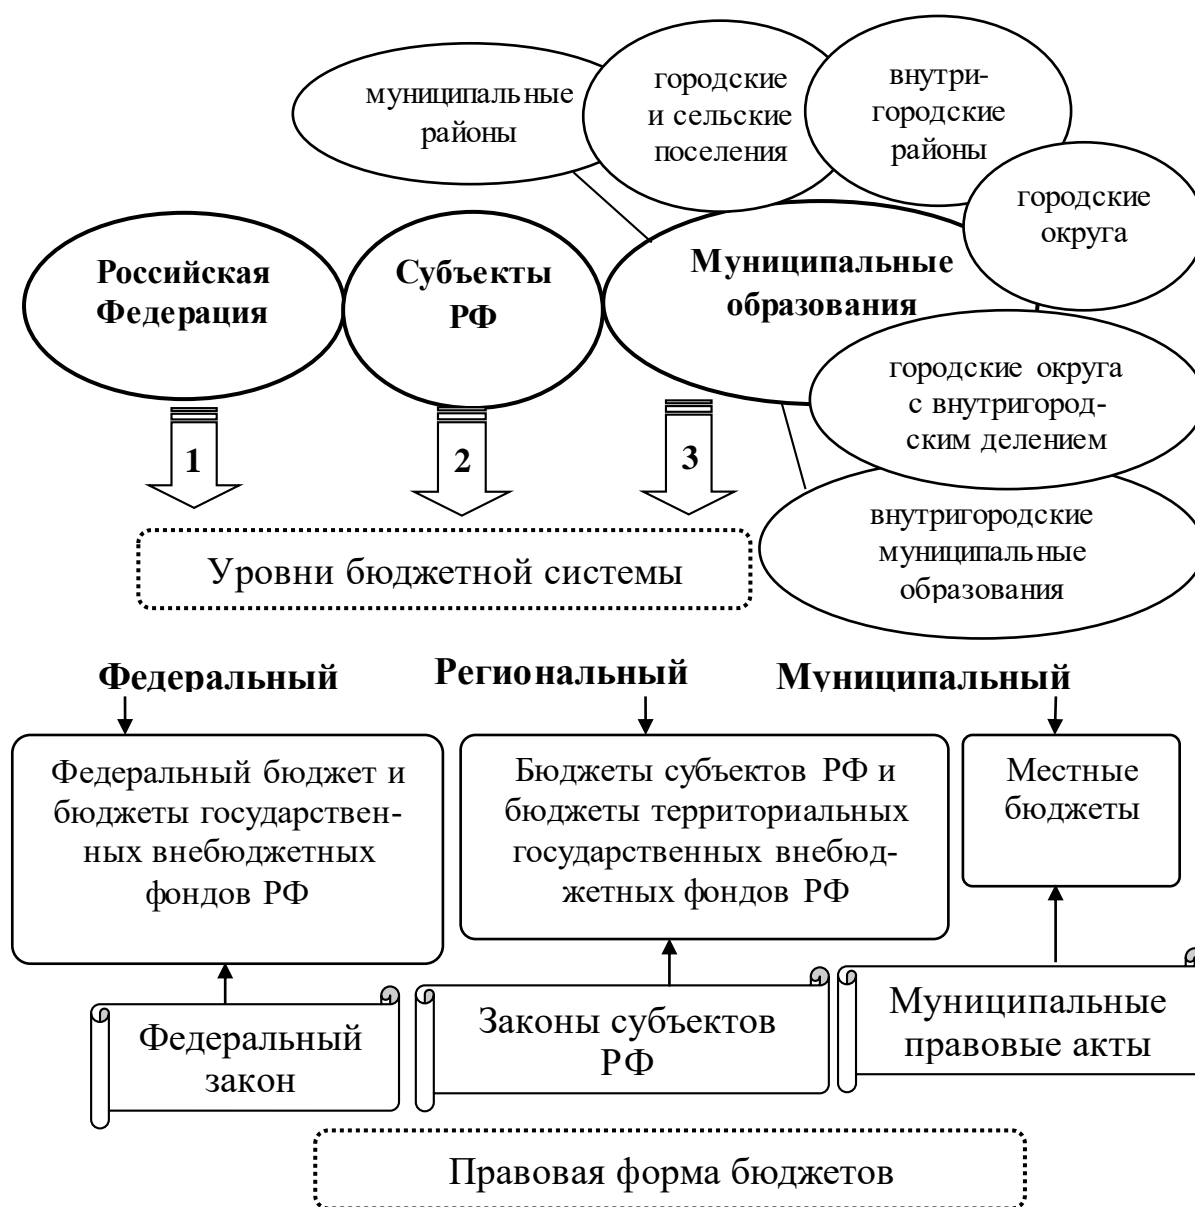 муниципальные
районы
городские
и сельские
поселения
внутри-
городские
районы
городские
округа
Российская
Федерация
Субъекты
РФ
Муниципальные
образования
городские округа
с внутригород-
ским делением
внутригородские
муниципальные
образования
1
2
3
Уровни бюджетной системы
Федеральный
Региональный
Муниципальный
Федеральный бюджет и
бюджеты государствен-
ных внебюджетных
фондов РФ
Бюджеты субъектов РФ и
бюджеты территориальных
государственных внебюд-
жетных фондов РФ
Местные
бюджеты
Федеральный
закон
Законы субъектов
РФ
Муниципальные
правовые акты
Правовая форма бюджетов